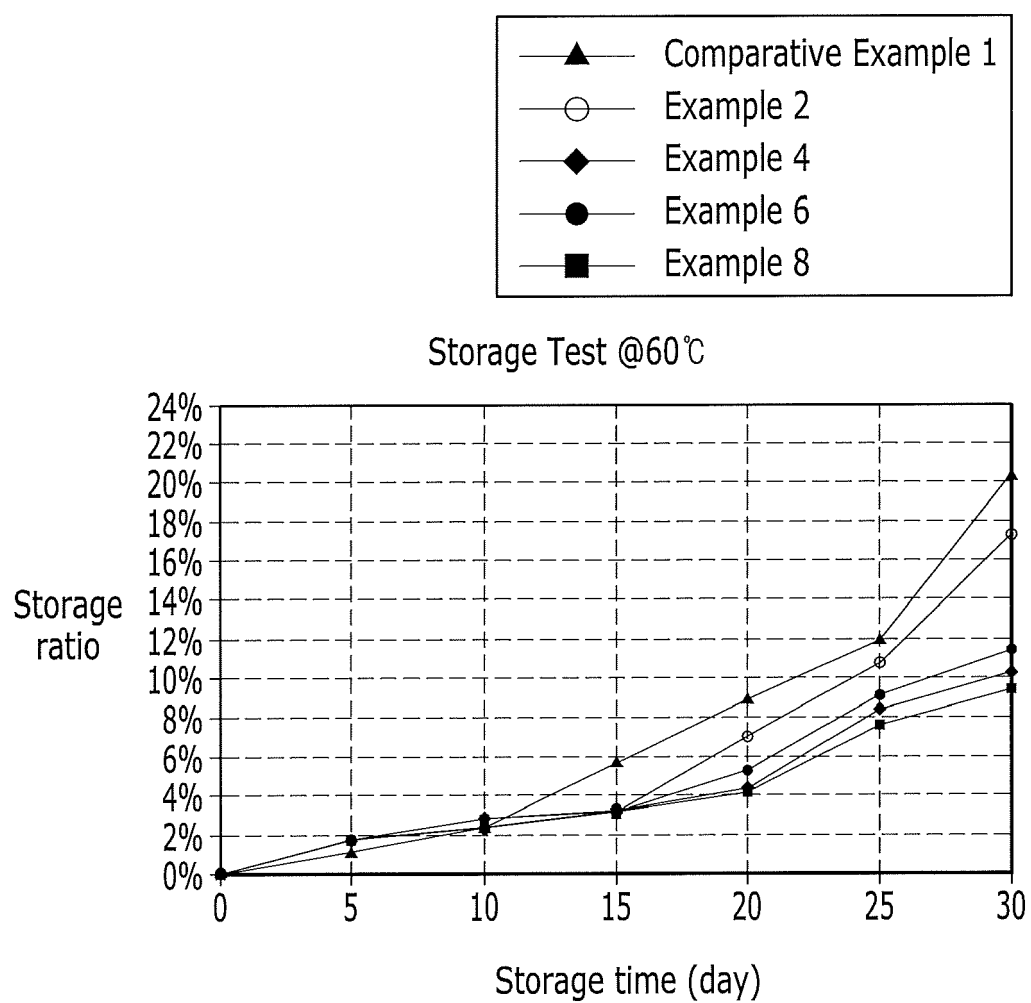 Comparative Example 1
Example 2
Example 4
Example 6
Example 8
Storage Test @60℃
24%
22%
20%
18%
16%
14%
12%
10%
8%
6%
4%
2%
0%
Storage
ratio
0 5 10 15 20 25 30
Storage time (day)